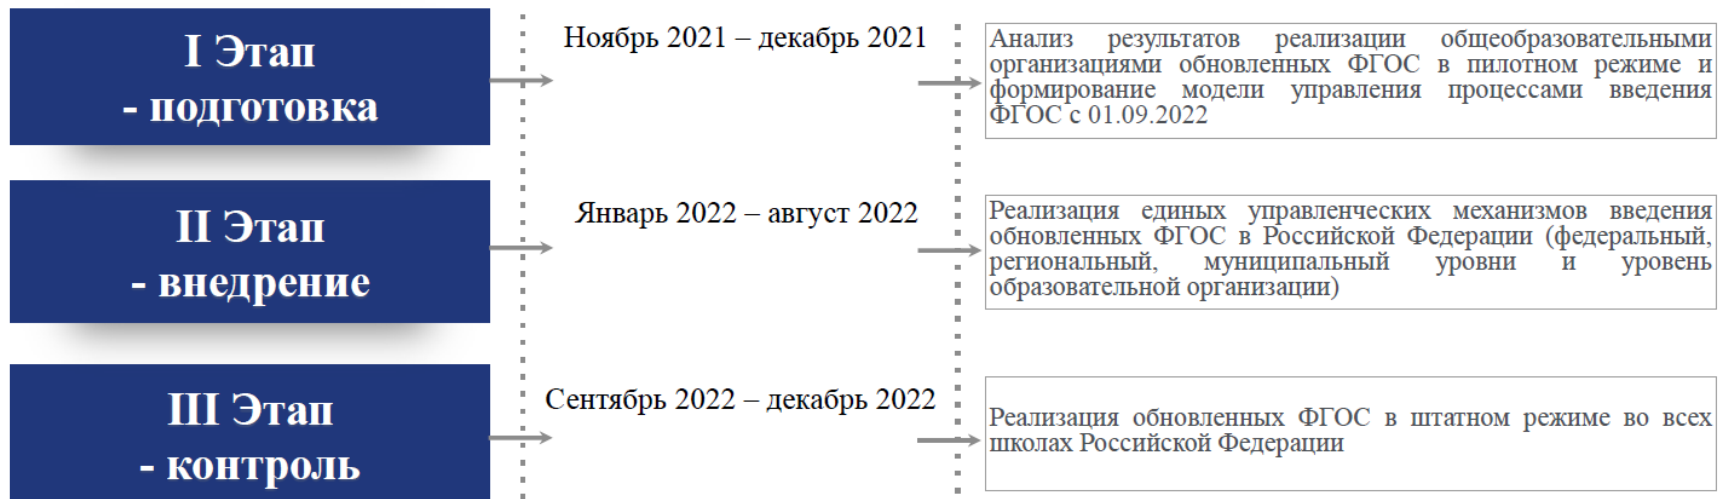 I Этап
- подготовка
Ноябрь 2021 – декабрь 2021
Анализ результатов реализации общеобразовательными
организациями обновленных ФГОС в пилотном режиме и
формирование модели управления процессами введения
ФГОС с 01.09.2022
II Этап
- внедрение
Январь 2022 – август 2022
Реализация единых управленческих механизмов введения
обновленных ФГОС в Российской Федерации (федеральный,
региональный, муниципальный уровни и уровень
образовательной организации)
III Этап
- контроль
Сентябрь 2022 – декабрь 2022
Реализация обновленных ФГОС в штатном режиме во всех
школах Российской Федерации